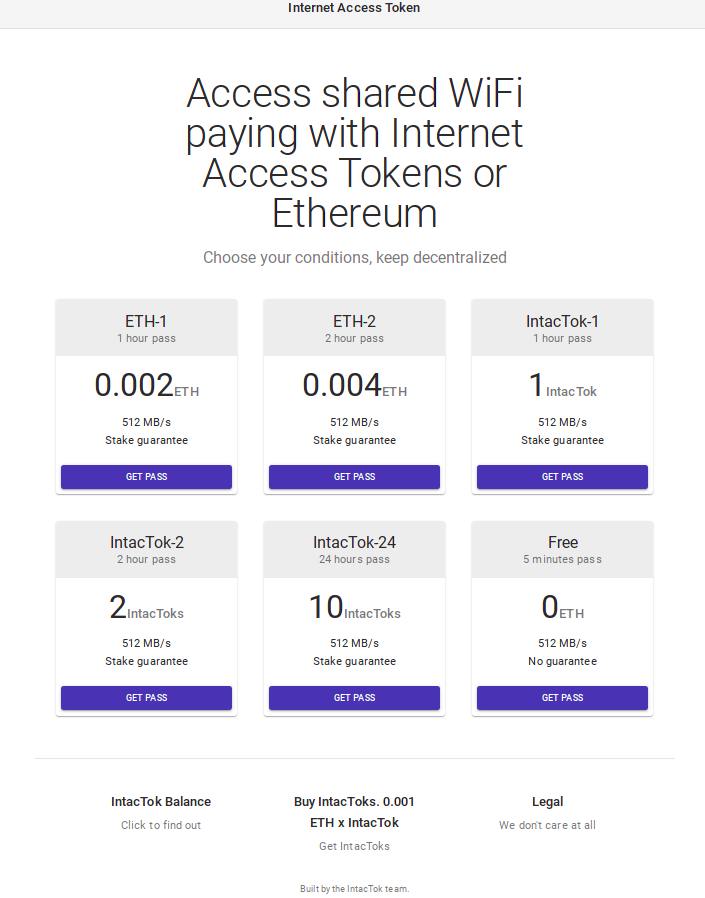 Internet Access Token
Access shared WiFi
paying with Internet
Access Tokens or
Ethereum
Choose your conditions, keep decentralized
ETH-1
1 hour pass
0.002ETH
512 MB/s
Stake guarantee
GET PASS
ETH-2
2 hour pass
0.004ETH
512 MB/s
Stake guarantee
GET PASS
IntacTok-1
1 hour pass
1IntacTok
512 MB/s
Stake guarantee
GET PASS
IntacTok-2
2 hour pass
2IntacToks
512 MB/s
Stake guarantee
GET PASS
IntacTok-24
24 hours pass
10IntacToks
512 MB/s
Stake guarantee
GET PASS
Free
5 minutes pass
0ETH
512 MB/s
No guarantee
GET PASS
IntacTok Balance
Click to find out
Buy IntacToks. 0.001
ETH x IntacTok
Get IntacToks
Legal
We don't care at all
Built by the IntacTok team.